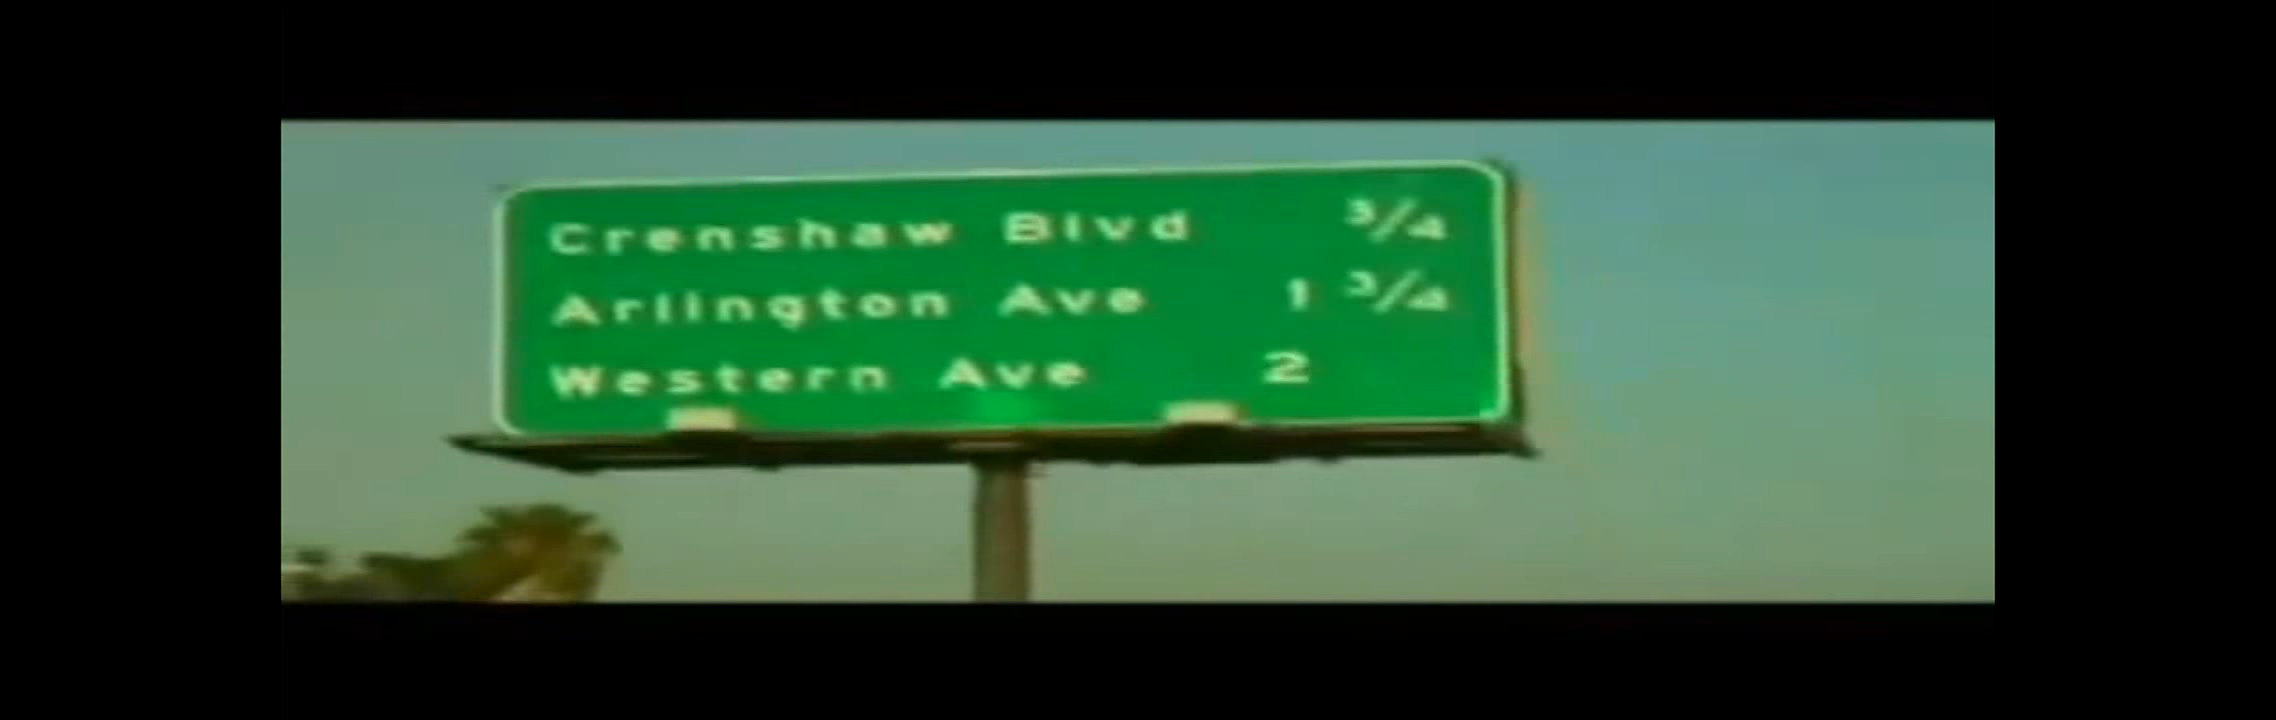 Crenshaw Blvd 3/4
Arlington Ave 1 3/4
Western Ave 2